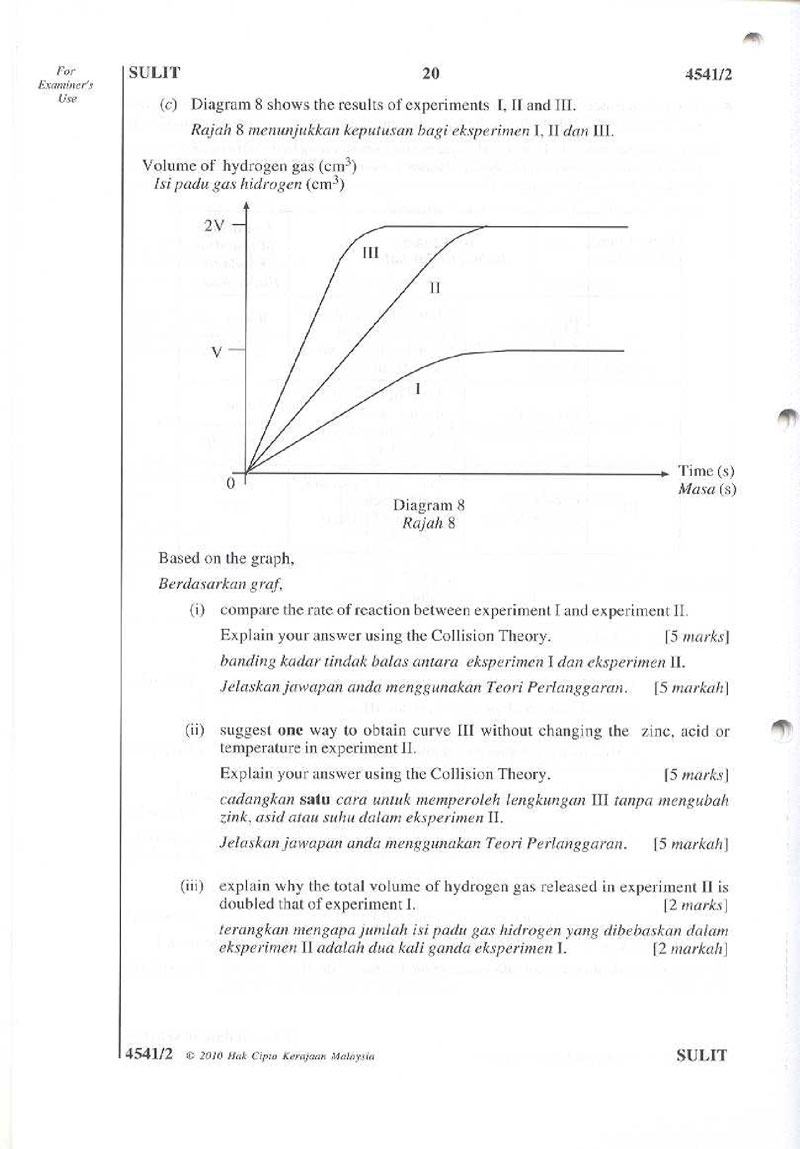 For
Examiner's
Use
SULIT 20 4541/2
(c) Diagram 8 shows the results of experiments I, II and III.
Rajah 8 menunjukkan keputusan bagi eksperimen I, II dan III.
Volume of hydrogen gas (cm³)
Isi padu gas hidrogen (cm³)
2V
III
II
V
I
0
Time (s)
Masa (s)
Diagram 8
Rajah 8
Based on the graph,
Berdasarkan graf,
(i) compare the rate of reaction between experiment I and experiment II.
Explain your answer using the Collision Theory. [5 marks]
banding kadar tindak balas antara eksperimen I dan eksperimen II.
Jelaskan jawapan anda menggunakan Teori Perlanggaran. [5 markah]
(ii) suggest one way to obtain curve III without changing the zinc, acid or
temperature in experiment II.
Explain your answer using the Collision Theory. [5 marks]
cadangkan satu cara untuk memperoleh lengkungan III tanpa mengubah
zink, asid atau suhu dalam eksperimen II.
Jelaskan jawapan anda menggunakan Teori Perlanggaran. [5 markah]
(iii) explain why the total volume of hydrogen gas released in experiment II is
doubled that of experiment I. [2 marks]
terangkan mengapa jumlah isi padu gas hidrogen yang dibebaskan dalam
eksperimen II adalah dua kali ganda eksperimen I. [2 markah]
4541/2 © 2010 Hak Cipta Kerajaan Malaysia SULIT